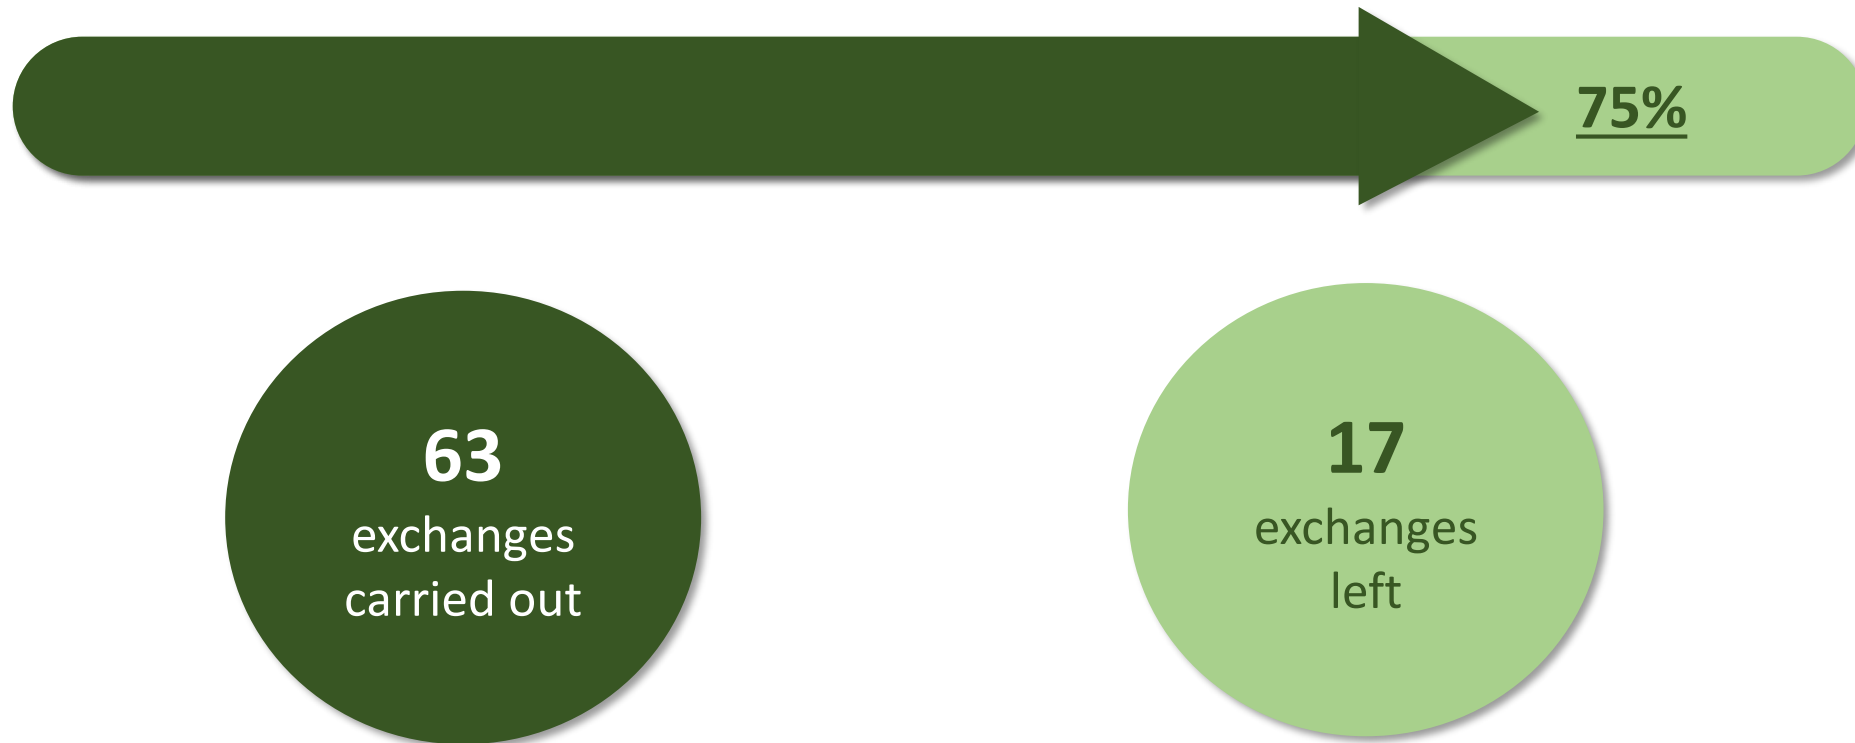 75%
63
exchanges
carried out
17
exchanges
left